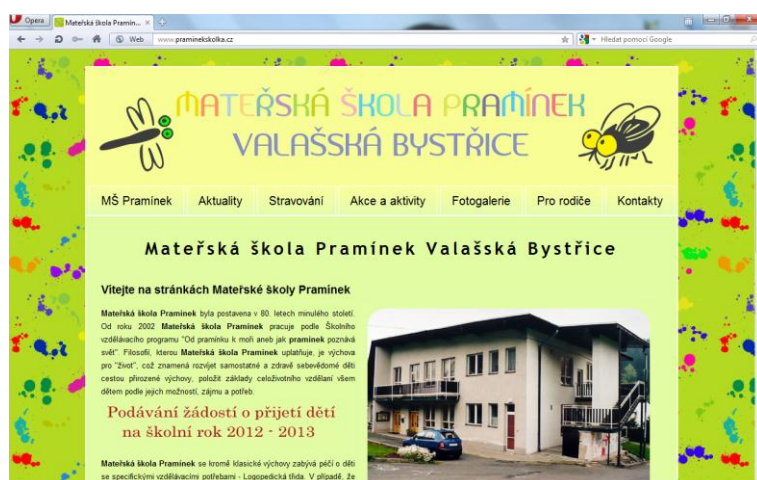 Opera
Mateřská škola Pramín...
Web
www.praminekskolka.cz
Hledat pomocí Google
MATEŘSKÁ ŠKOLA PRAMÍNEK
VALAŠSKÁ BYSTŘICE
MŠ Pramínek Aktuality Stravování Akce a aktivity Fotogalerie Pro rodiče Kontakty
Mateřská škola Pramínek Valašská Bystřice
Vitejte na stránkách Mateřské školy Pramínek
Mateřská škola Pramínek byla postavena v 80. letech minulého století.
Od roku 2002 Mateřská škola Pramínek pracuje podle Školního
vzdělávacího programu "Od pramínku k moři aneb jak pramínek poznává
svět". Filosofií, kterou Mateřská škola Pramínek uplatňuje, je výchova
pro "život", což znamená rozvíjet samostatné a zdravě sebevědomé děti
cestou přirozené výchovy, položit základy celoživotního vzdělaní všem
dětem podle jejich možností, zájmu a potřeb.
Podávání žádostí o přijetí dětí
na školní rok 2012 - 2013
Mateřská škola Pramínek se kromě klasické výchovy zabývá péčí o děti
se specifickými vzdělávacími potřebami - Logopedická třída. V případě, že